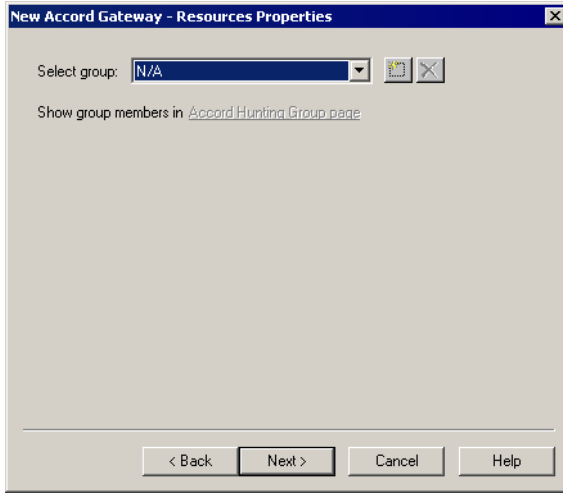 New Accord Gateway - Resources Properties
Select group: N/A
Show group members in Accord Hunting Group page
< Back Next > Cancel Help